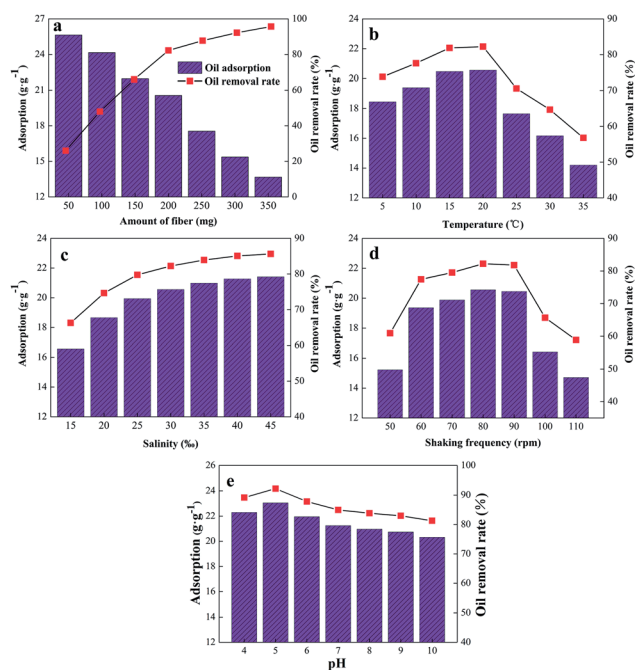 a
Oil adsorption
Oil removal rate
Adsorption (g·g⁻¹)
27
24
21
18
15
12
100
80
60
40
20
0
Oil removal rate (%)
50 100 150 200 250 300 350
Amount of fiber (mg)
b
Adsorption (g·g⁻¹)
24
22
20
18
16
14
12
90
80
70
60
50
40
Oil removal rate (%)
5 10 15 20 25 30 35
Temperature (℃)
c
Adsorption (g·g⁻¹)
24
22
20
18
16
14
12
90
80
70
60
50
40
Oil removal rate (%)
15 20 25 30 35 40 45
Salinity (‰)
d
Adsorption (g·g⁻¹)
24
22
20
18
16
14
12
90
80
70
60
50
40
Oil removal rate (%)
50 60 70 80 90 100 110
Shaking frequency (rpm)
e
Adsorption (g·g⁻¹)
26
24
22
20
18
16
14
12
100
90
80
70
60
50
40
Oil removal rate (%)
4 5 6 7 8 9 10
pH